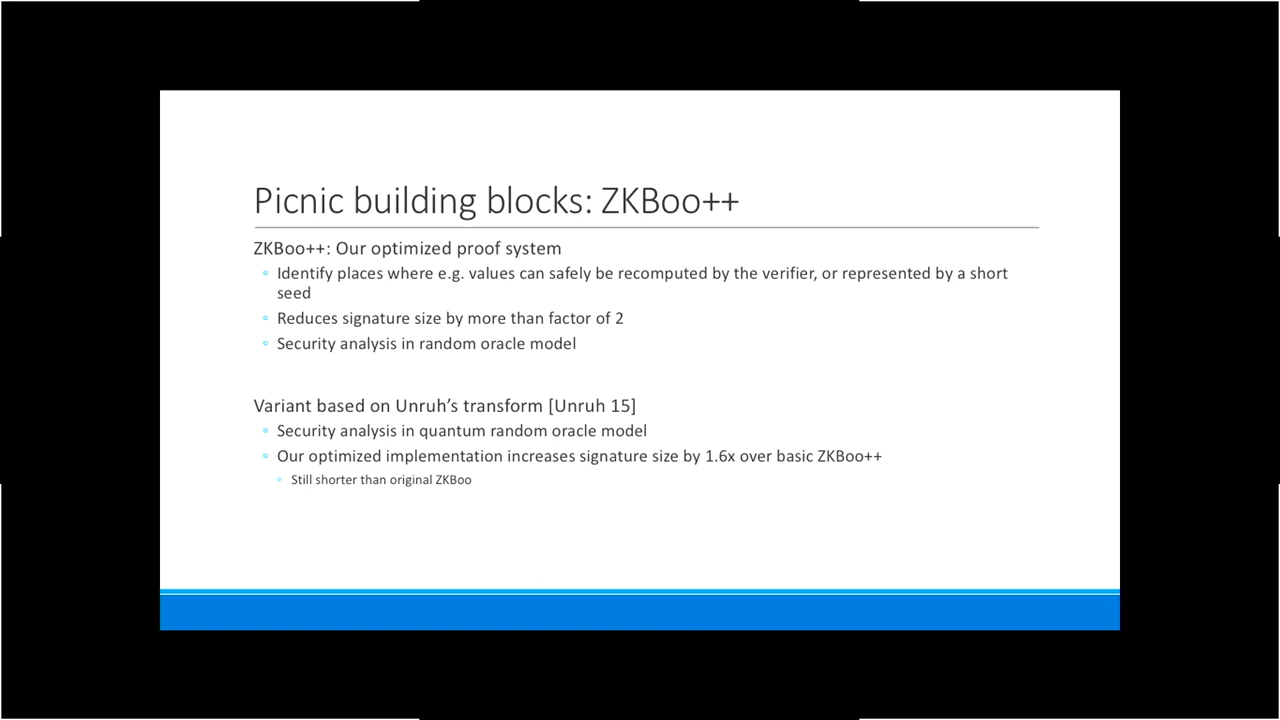 Picnic building blocks: ZKBoo++
ZKBoo++: Our optimized proof system
◦ Identify places where e.g. values can safely be recomputed by the verifier, or represented by a short
seed
◦ Reduces signature size by more than factor of 2
◦ Security analysis in random oracle model
Variant based on Unruh’s transform [Unruh 15]
◦ Security analysis in quantum random oracle model
◦ Our optimized implementation increases signature size by 1.6x over basic ZKBoo++
◦ Still shorter than original ZKBoo